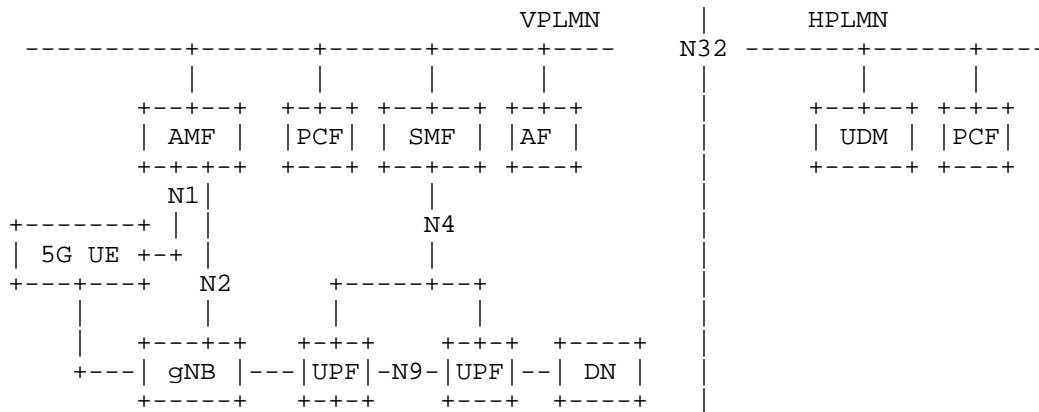 VPLMN HPLMN
N32
AMF PCF SMF AF UDM PCF
N1
N4
5G UE
N2
gNB UPF N9 UPF DN